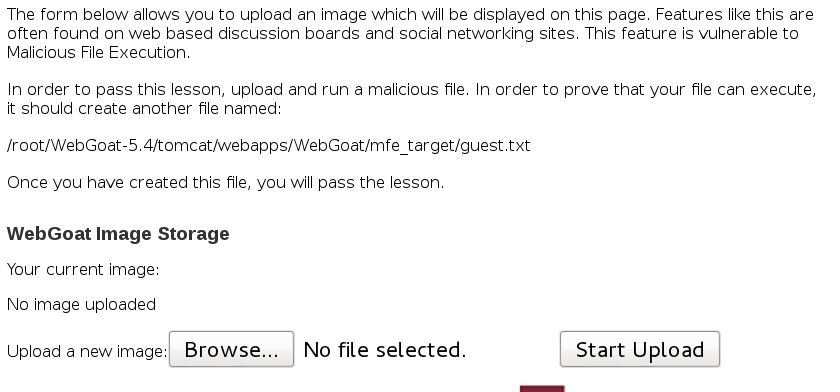 The form below allows you to upload an image which will be displayed on this page. Features like this are
often found on web based discussion boards and social networking sites. This feature is vulnerable to
Malicious File Execution.
In order to pass this lesson, upload and run a malicious file. In order to prove that your file can execute,
it should create another file named:
/root/WebGoat-5.4/tomcat/webapps/WebGoat/mfe_target/guest.txt
Once you have created this file, you will pass the lesson.
WebGoat Image Storage
Your current image:
No image uploaded
Upload a new image: Browse... No file selected. Start Upload